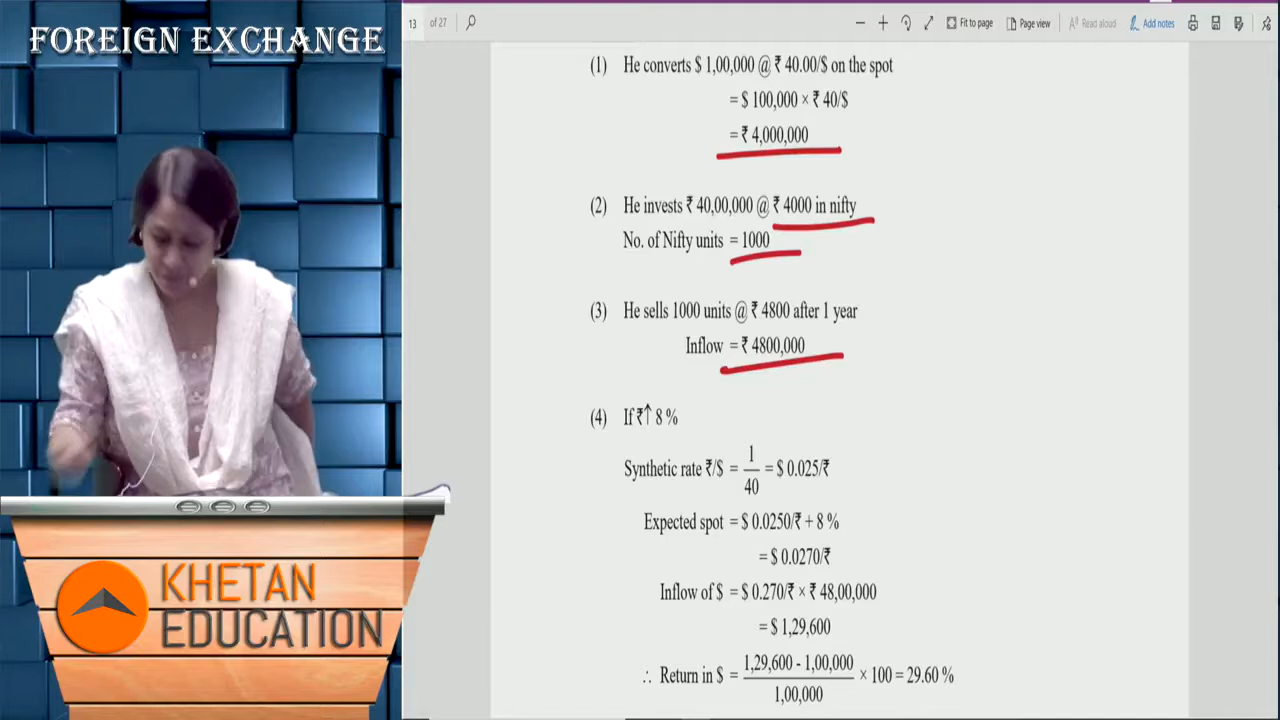 FOREIGN EXCHANGE
13 of 27
Fit to page
Page view
Read aloud
Add notes
(1) He converts $ 1,00,000 @ ₹ 40.00/$ on the spot
= $ 100,000 × ₹ 40/$
= ₹ 4,000,000
(2) He invests ₹ 40,00,000 @ ₹ 4000 in nifty
No. of Nifty units = 1000
(3) He sells 1000 units @ ₹ 4800 after 1 year
Inflow = ₹ 4800,000
(4) If ₹↑ 8 %
Synthetic rate ₹/$ = 1/40 = $ 0.025/₹
Expected spot = $ 0.0250/₹ + 8 %
= $ 0.0270/₹
Inflow of $ = $ 0.270/₹ × ₹ 48,00,000
= $ 1,29,600
∴ Return in $ = 1,29,600 - 1,00,000 / 1,00,000 × 100 = 29.60 %
KHETAN
EDUCATION